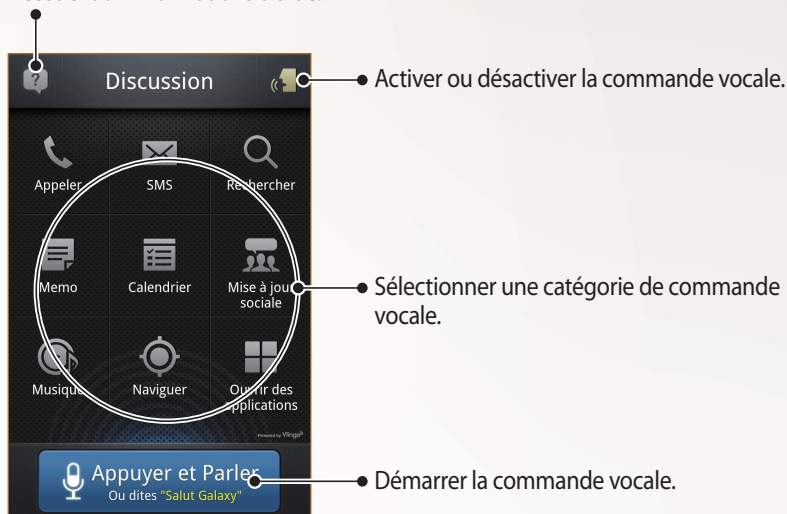 Discussion
Activer ou désactiver la commande vocale.
Appeler
SMS
Rechercher
Memo
Calendrier
Mise à jour
sociale
Sélectionner une catégorie de commande
vocale.
Musique
Naviguer
Ouvrir des
applications
Powered by Vlingo
Appuyer et Parler
Ou dites "Salut Galaxy"
Démarrer la commande vocale.